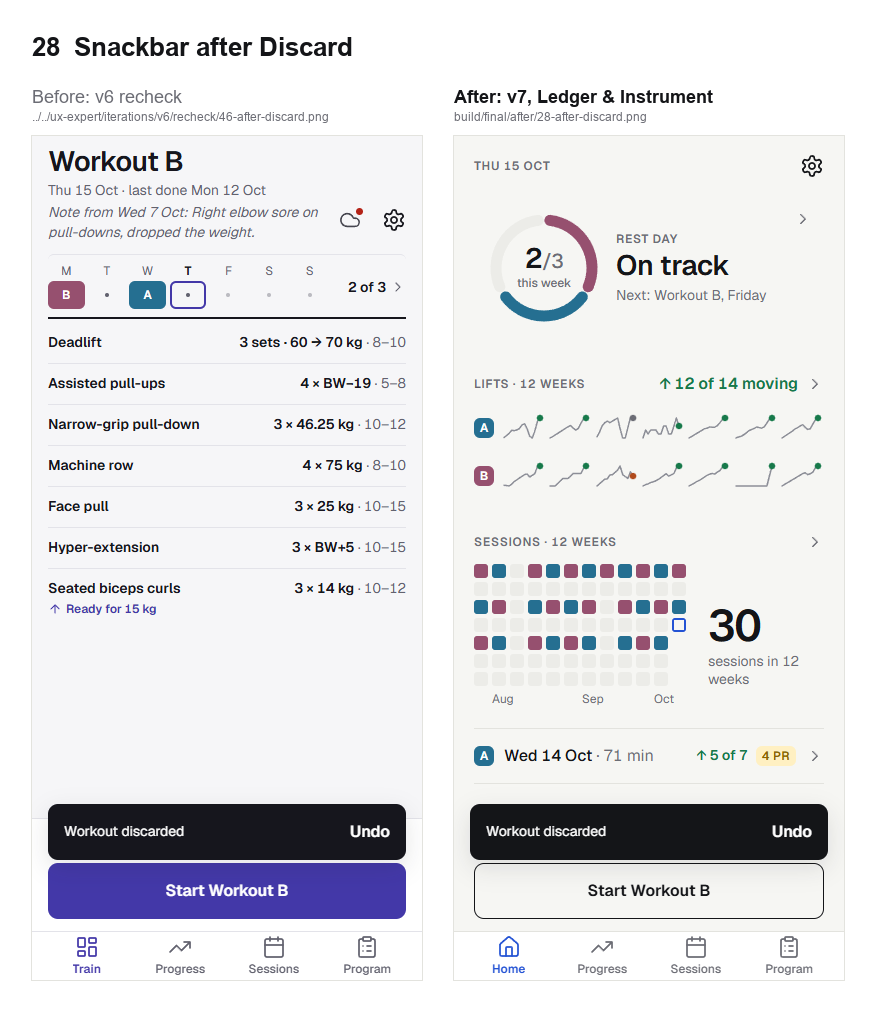 28 Snackbar after Discard
Before: v6 recheck
../../ux-expert/iterations/v6/recheck/46-after-discard.png
Workout B
Thu 15 Oct · last done Mon 12 Oct
Note from Wed 7 Oct: Right elbow sore on
pull-downs, dropped the weight.
M T W T F S S
B A 2 of 3
Deadlift 3 sets · 60 → 70 kg · 8–10
Assisted pull-ups 4 × BW−19 · 5–8
Narrow-grip pull-down 3 × 46.25 kg · 10–12
Machine row 4 × 75 kg · 8–10
Face pull 3 × 25 kg · 10–15
Hyper-extension 3 × BW+5 · 10–15
Seated biceps curls 3 × 14 kg · 10–12
↑ Ready for 15 kg
Workout discarded Undo
Start Workout B
Train Progress Sessions Program
After: v7, Ledger & Instrument
build/final/after/28-after-discard.png
THU 15 OCT
2/3
this week
REST DAY
On track
Next: Workout B, Friday
LIFTS · 12 WEEKS ↑ 12 of 14 moving
A
B
SESSIONS · 12 WEEKS
30
sessions in 12
weeks
Aug Sep Oct
A Wed 14 Oct · 71 min ↑ 5 of 7 4 PR
Workout discarded Undo
Start Workout B
Home Progress Sessions Program